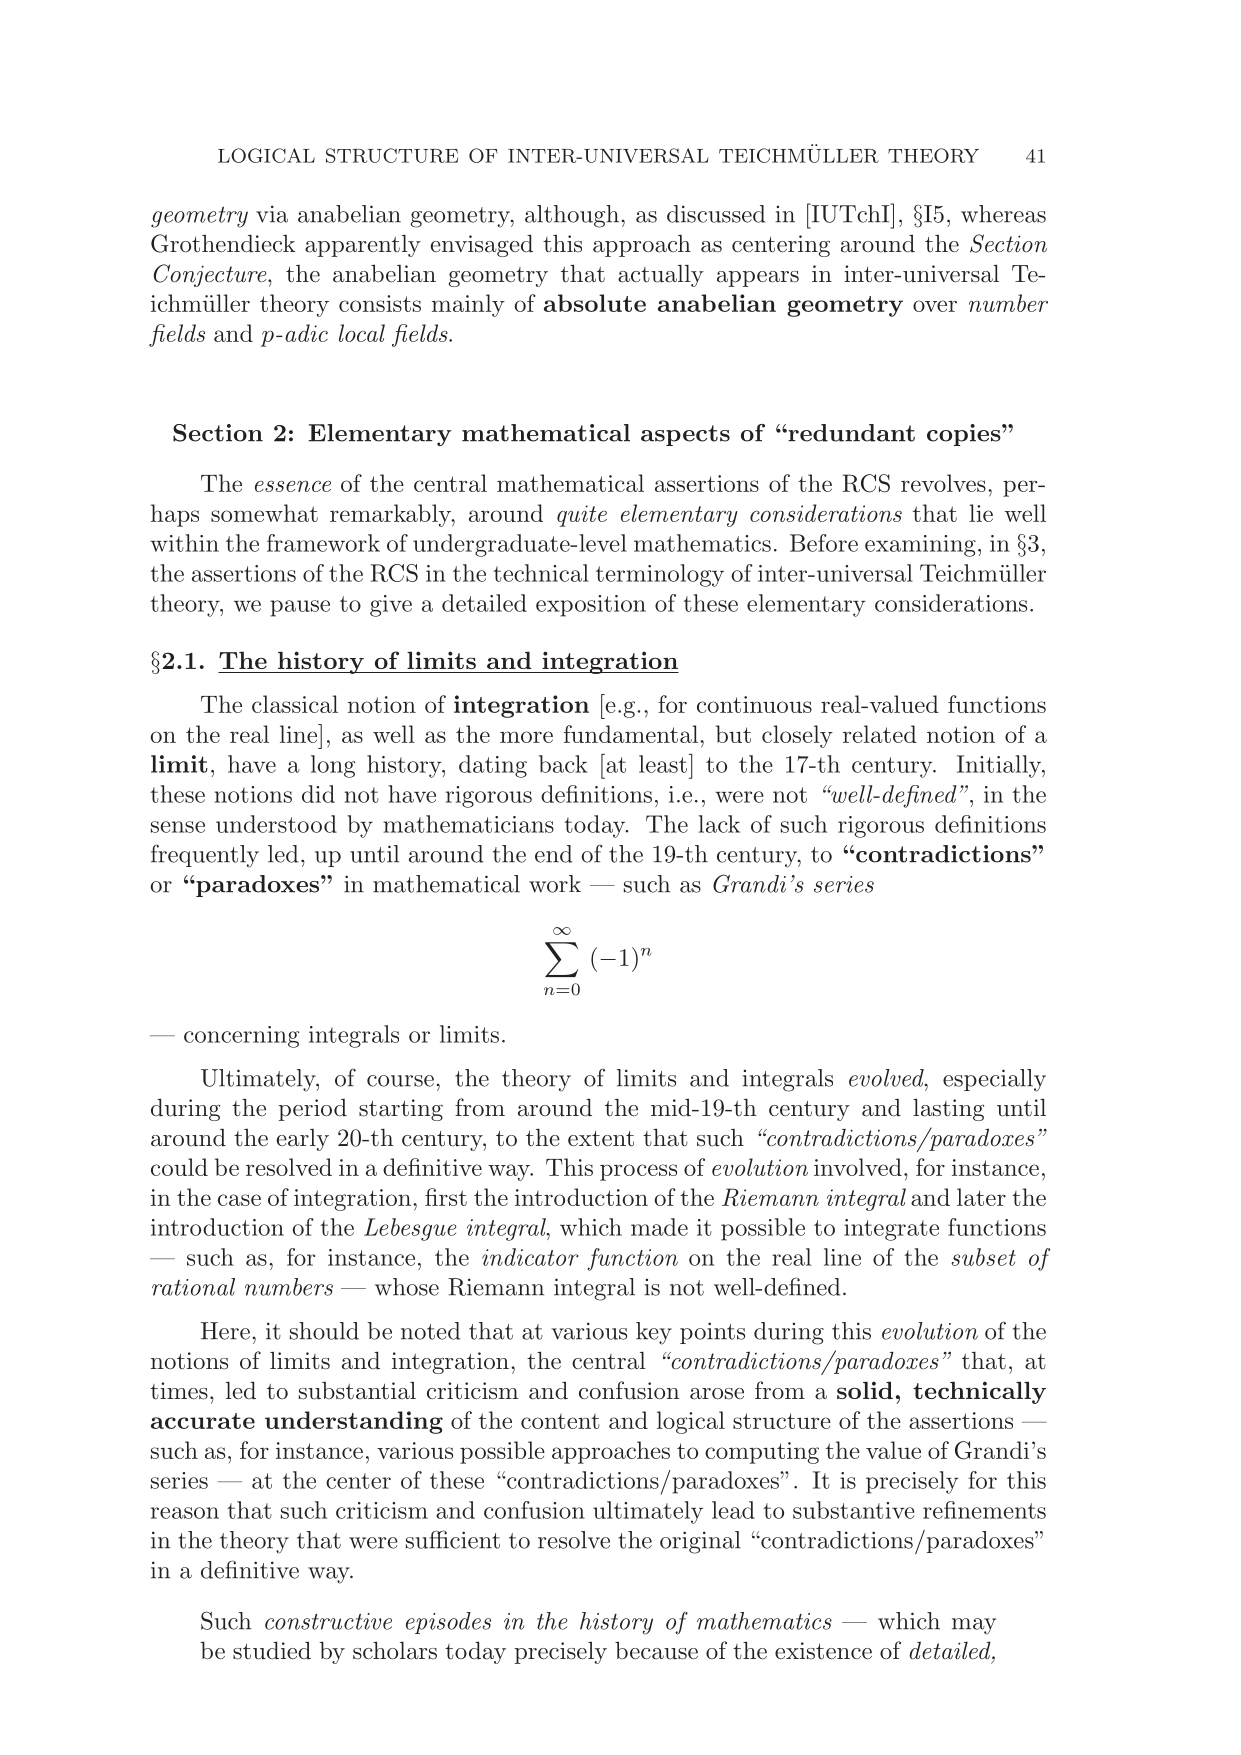 LOGICAL STRUCTURE OF INTER-UNIVERSAL TEICHMÜLLER THEORY 41
geometry via anabelian geometry, although, as discussed in [IUTchI], §I5, whereas
Grothendieck apparently envisaged this approach as centering around the Section
Conjecture, the anabelian geometry that actually appears in inter-universal Te-
ichmüller theory consists mainly of absolute anabelian geometry over number
fields and p-adic local fields.
Section 2: Elementary mathematical aspects of “redundant copies”
The essence of the central mathematical assertions of the RCS revolves, per-
haps somewhat remarkably, around quite elementary considerations that lie well
within the framework of undergraduate-level mathematics. Before examining, in §3,
the assertions of the RCS in the technical terminology of inter-universal Teichmüller
theory, we pause to give a detailed exposition of these elementary considerations.
§2.1. The history of limits and integration
The classical notion of integration [e.g., for continuous real-valued functions
on the real line], as well as the more fundamental, but closely related notion of a
limit, have a long history, dating back [at least] to the 17-th century. Initially,
these notions did not have rigorous definitions, i.e., were not “well-defined”, in the
sense understood by mathematicians today. The lack of such rigorous definitions
frequently led, up until around the end of the 19-th century, to “contradictions”
or “paradoxes” in mathematical work — such as Grandi’s series
∞
∑ (−1)ⁿ
n=0
— concerning integrals or limits.
Ultimately, of course, the theory of limits and integrals evolved, especially
during the period starting from around the mid-19-th century and lasting until
around the early 20-th century, to the extent that such “contradictions/paradoxes”
could be resolved in a definitive way. This process of evolution involved, for instance,
in the case of integration, first the introduction of the Riemann integral and later the
introduction of the Lebesgue integral, which made it possible to integrate functions
— such as, for instance, the indicator function on the real line of the subset of
rational numbers — whose Riemann integral is not well-defined.
Here, it should be noted that at various key points during this evolution of the
notions of limits and integration, the central “contradictions/paradoxes” that, at
times, led to substantial criticism and confusion arose from a solid, technically
accurate understanding of the content and logical structure of the assertions —
such as, for instance, various possible approaches to computing the value of Grandi’s
series — at the center of these “contradictions/paradoxes”. It is precisely for this
reason that such criticism and confusion ultimately lead to substantive refinements
in the theory that were sufficient to resolve the original “contradictions/paradoxes”
in a definitive way.
Such constructive episodes in the history of mathematics — which may
be studied by scholars today precisely because of the existence of detailed,